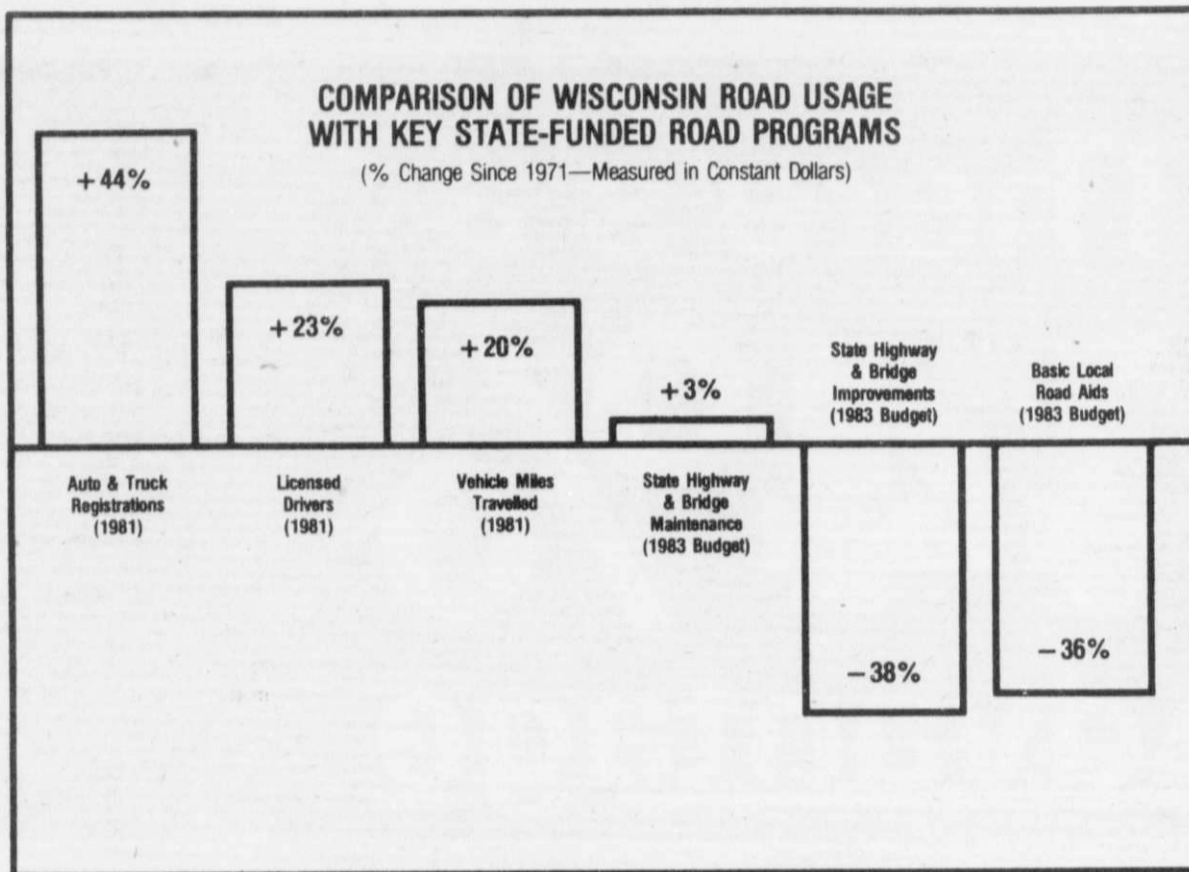 COMPARISON OF WISCONSIN ROAD USAGE
WITH KEY STATE-FUNDED ROAD PROGRAMS
(% Change Since 1971—Measured in Constant Dollars)
+44%
+23%
+20%
+3%
State Highway
& Bridge
Improvements
(1983 Budget)
Basic Local
Road Aids
(1983 Budget)
Auto & Truck
Registrations
(1981)
Licensed
Drivers
(1981)
Vehicle Miles
Travelled
(1981)
State Highway
& Bridge
Maintenance
(1983 Budget)
−38%
−36%